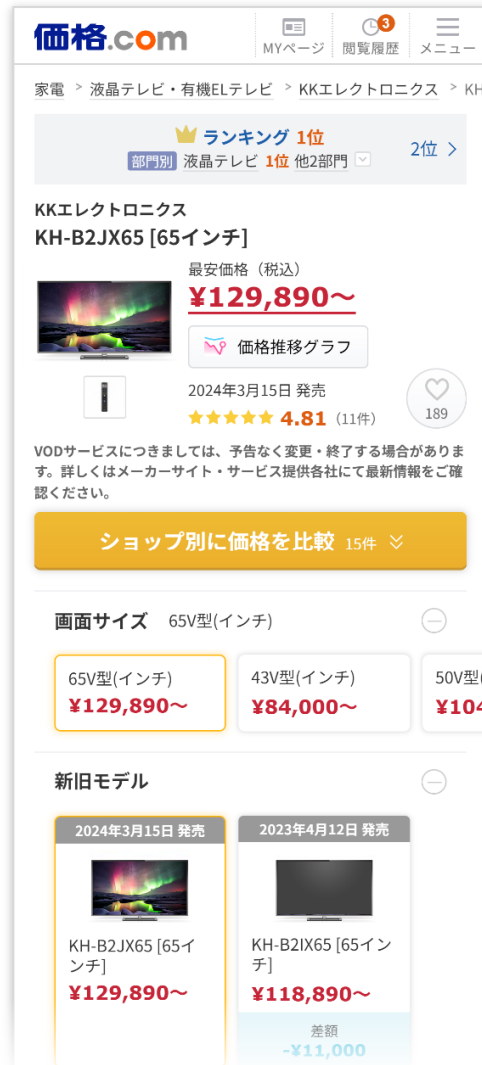 価格.com
MYページ
3
閲覧履歴
メニュー
家電 > 液晶テレビ・有機ELテレビ > KKエレクトロニクス > KH
ランキング 1位
部門別 液晶テレビ 1位 他2部門
2位
KKエレクトロニクス
KH-B2JX65 [65インチ]
最安価格（税込）
¥129,890～
価格推移グラフ
2024年3月15日 発売
4.81（11件）
189
VODサービスにつきましては、予告なく変更・終了する場合がありま
す。詳しくはメーカーサイト・サービス提供各社にて最新情報をご確
認ください。
ショップ別に価格を比較 15件
画面サイズ 65V型(インチ)
65V型(インチ)
¥129,890～
43V型(インチ)
¥84,000～
50V型(
¥104
新旧モデル
2024年3月15日 発売
KH-B2JX65 [65イ
ンチ]
¥129,890～
2023年4月12日 発売
KH-B2IX65 [65イン
チ]
¥118,890～
差額
-¥11,000